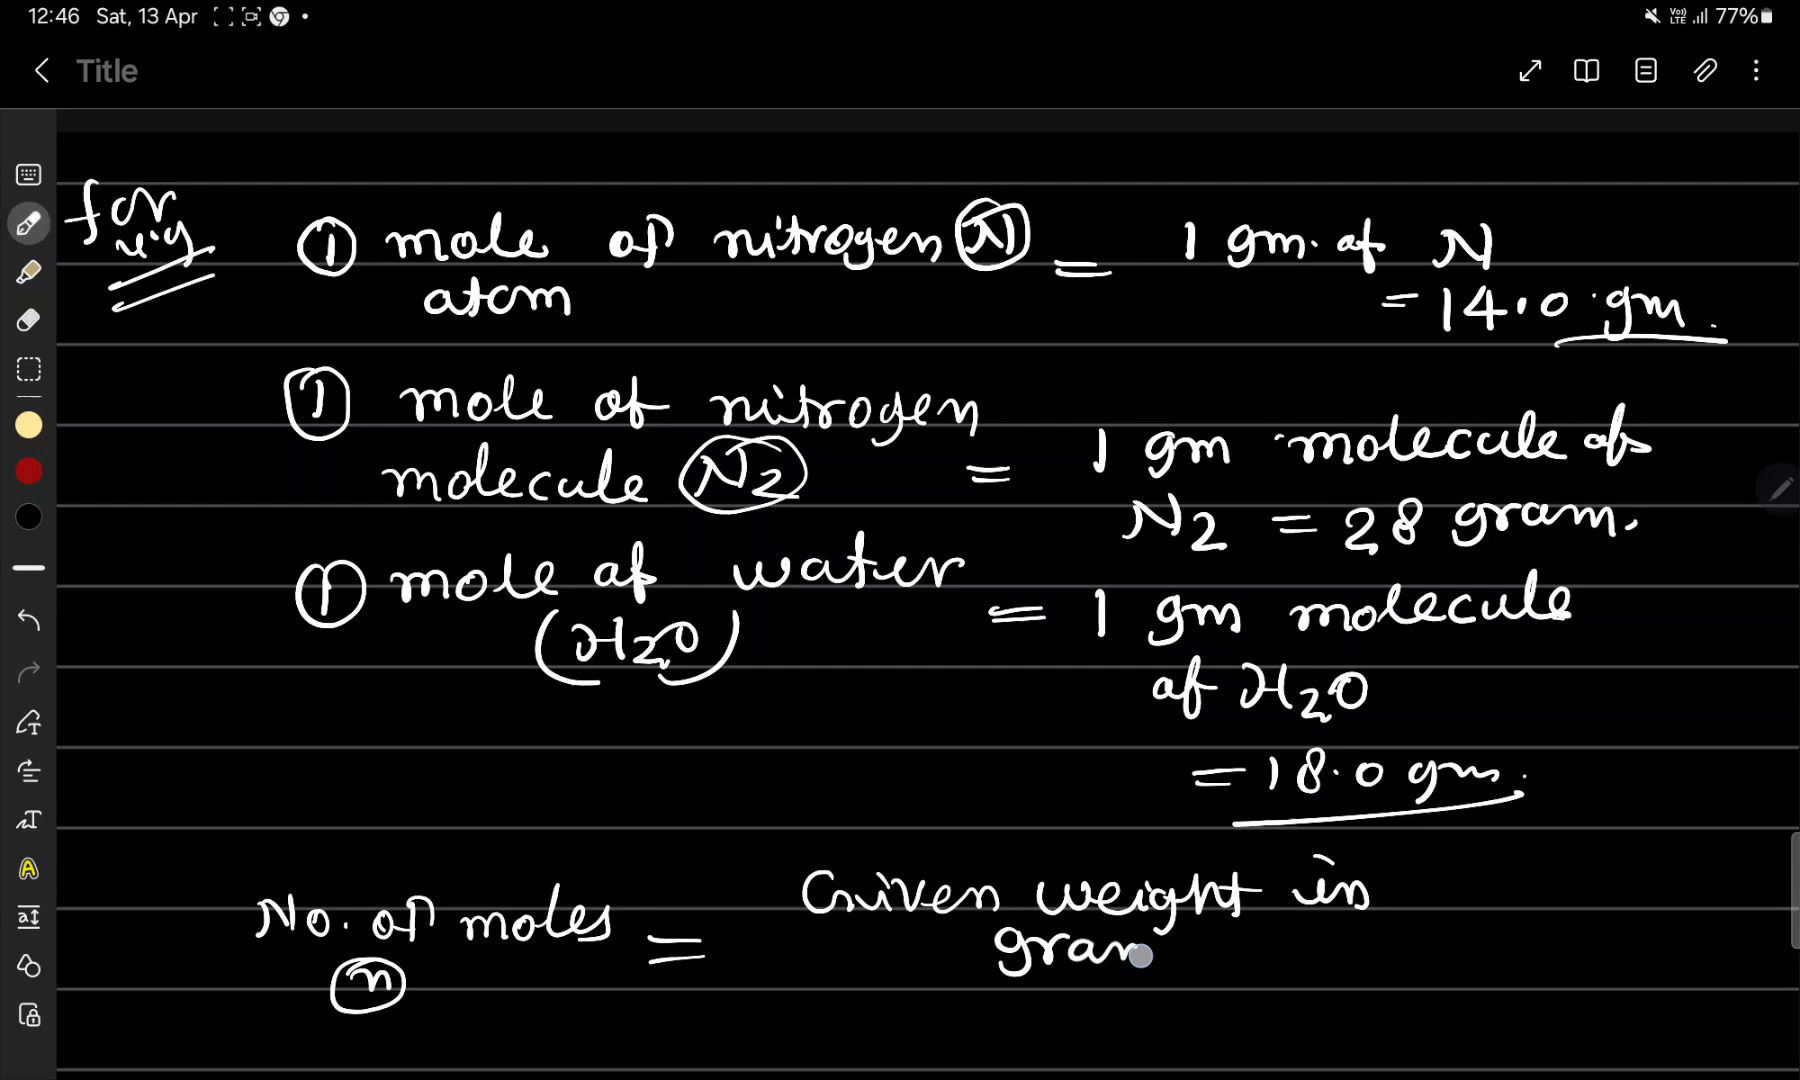 12:46 Sat, 13 Apr
77%
Title
for
e.g
① mole of nitrogen N = 1 gm. of N
atom
= 14.0 gm.
① mole of nitrogen
molecule N2 = 1 gm molecule of
N2 = 28 gram.
① mole of water = 1 gm molecule
(H2O)
of H2O
= 18.0 gm.
No. of moles = Given weight in
n
gram